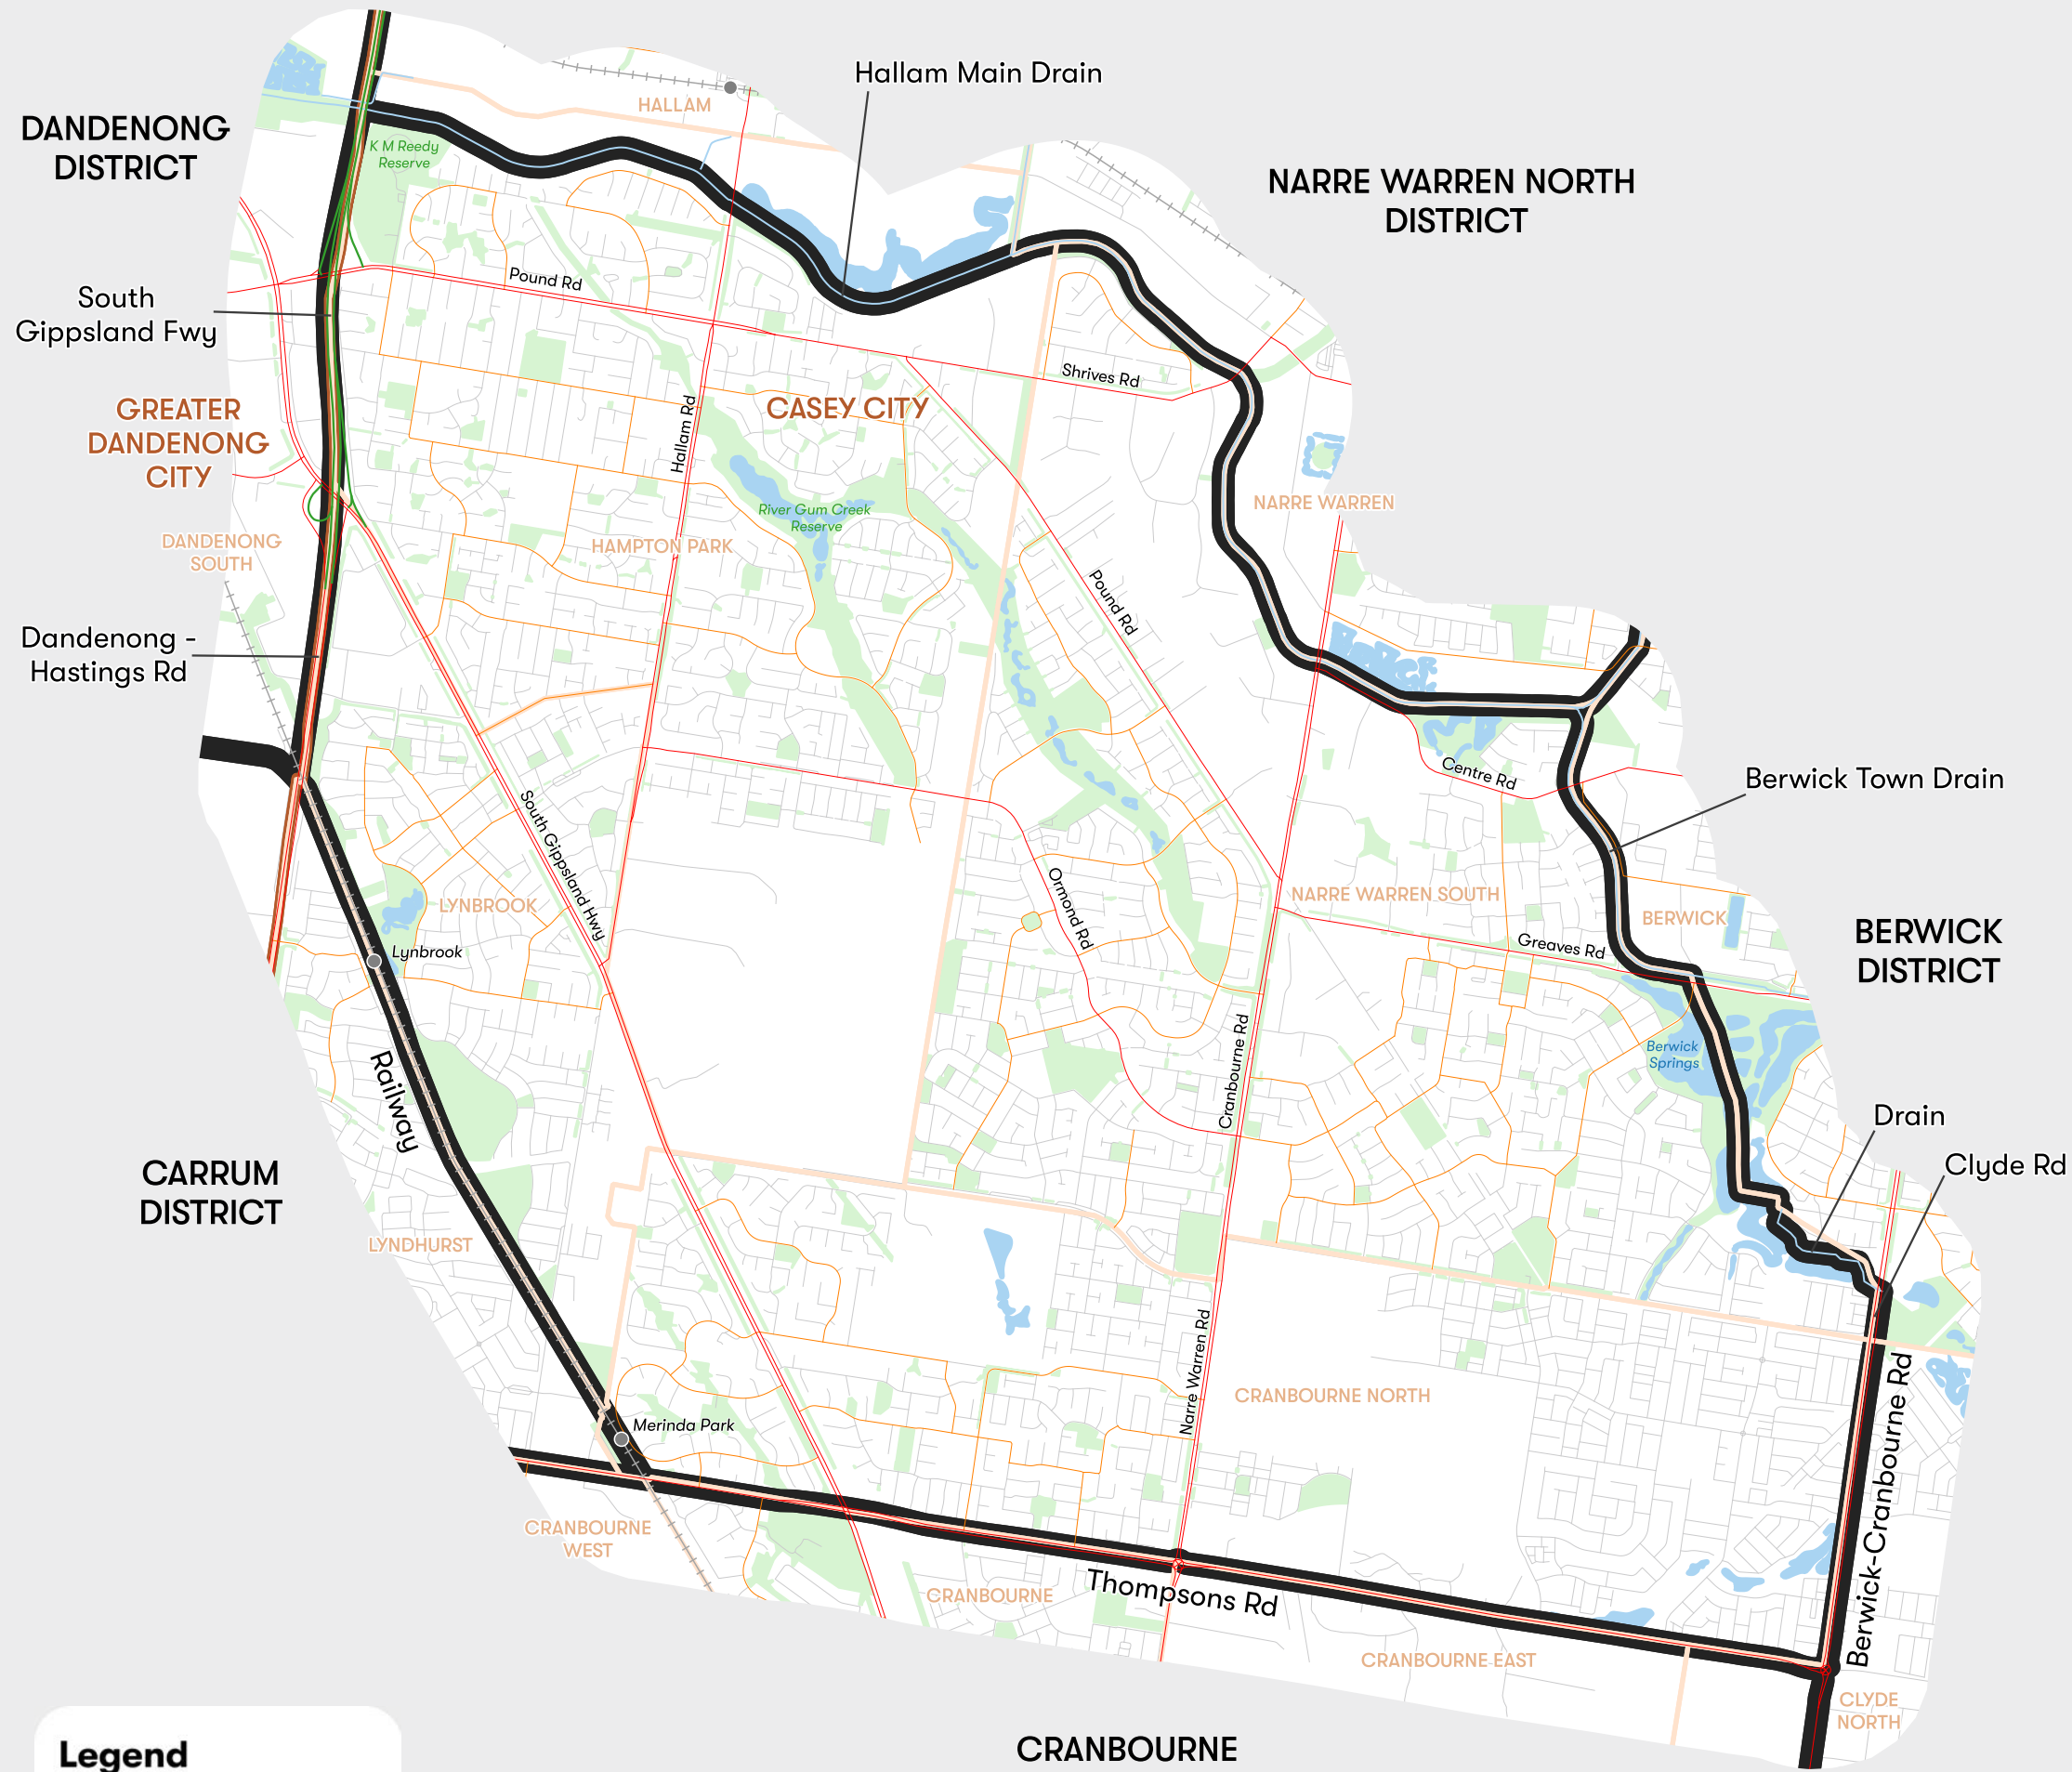 Hallam Main Drain
HALLAM
DANDENONG
DISTRICT
K M Reedy
Reserve
NARRE WARREN NORTH
DISTRICT
Pound Rd
South
Gippsland Fwy
Shrives Rd
GREATER
DANDENONG
CITY
CASEY CITY
Hallam Rd
NARRE WARREN
River Gum Creek
Reserve
DANDENONG
SOUTH
HAMPTON PARK
Pound Rd
Dandenong -
Hastings Rd
Centre Rd
Berwick Town Drain
South Gippsland Hwy
Ormond Rd
NARRE WARREN SOUTH
LYNBROOK
BERWICK
Lynbrook
Greaves Rd
BERWICK
DISTRICT
Railway
Cranbourne Rd
Berwick
Springs
Drain
CARRUM
DISTRICT
Clyde Rd
LYNDHURST
Narre Warren Rd
CRANBOURNE NORTH
Merinda Park
Berwick-Cranbourne Rd
CRANBOURNE
WEST
CRANBOURNE
Thompsons Rd
CRANBOURNE EAST
CLYDE
NORTH
Legend
CRANBOURNE